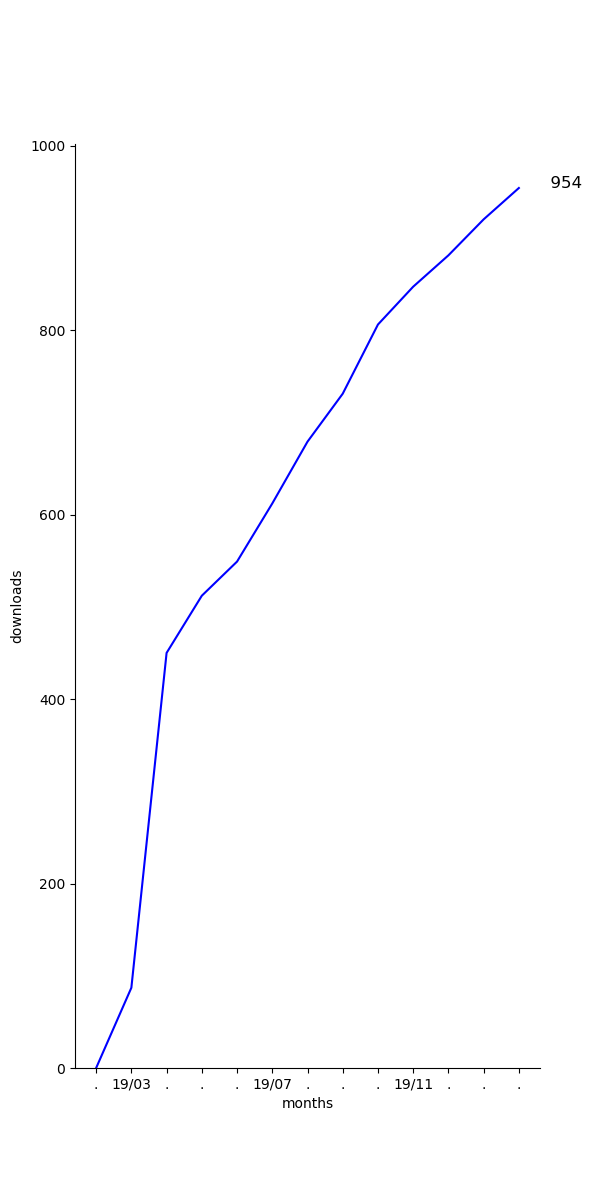 1000
954
800
600
downloads
400
200
0
. 19/03 . . . 19/07 . . . 19/11 . . .
months